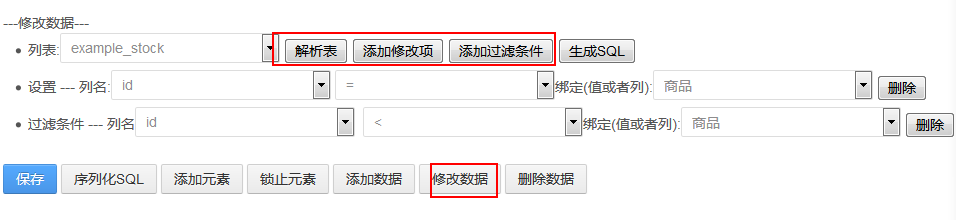 ---修改数据---
列表: example_stock 解析表 添加修改项 添加过滤条件 生成SQL
设置 --- 列名: id = 绑定(值或者列): 商品 删除
过滤条件 --- 列名 id < 绑定(值或者列): 商品 删除
保存 序列化SQL 添加元素 锁止元素 添加数据 修改数据 删除数据